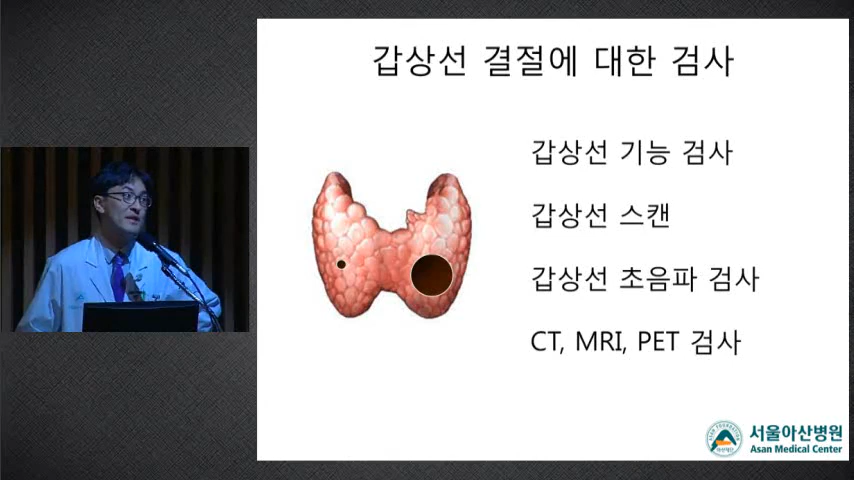 갑상선 결절에 대한 검사
갑상선 기능 검사
갑상선 스캔
갑상선 초음파 검사
CT, MRI, PET 검사
서울아산병원
Asan Medical Center